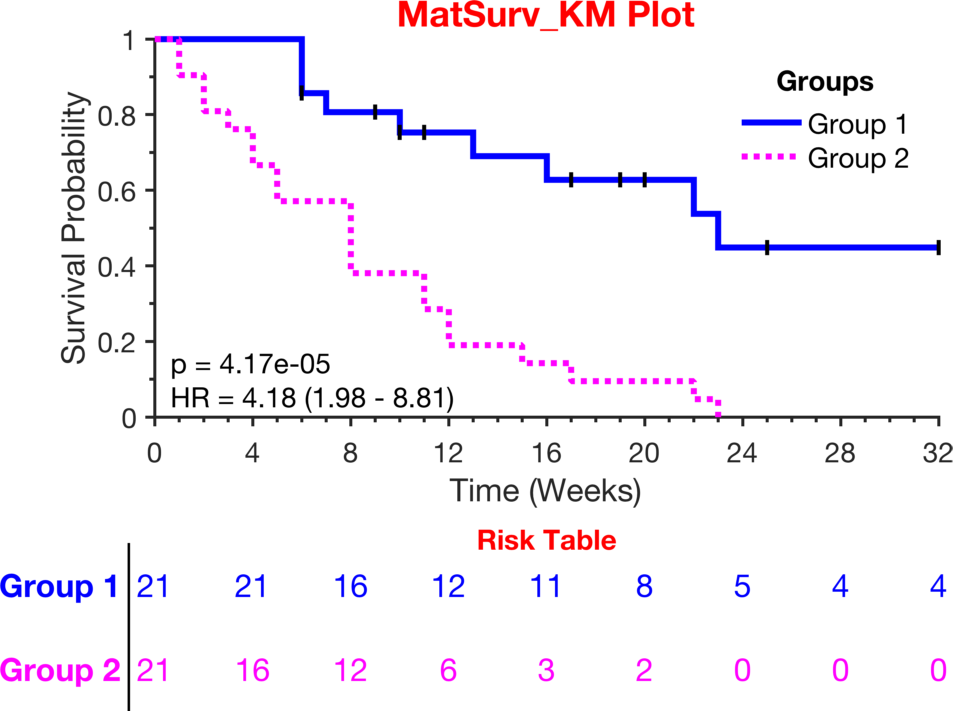 MatSurv_KM Plot
Survival Probability
1
0.8
0.6
0.4
0.2
0
Groups
Group 1
Group 2
p = 4.17e-05
HR = 4.18 (1.98 - 8.81)
0 4 8 12 16 20 24 28 32
Time (Weeks)
Risk Table
Group 1 21 21 16 12 11 8 5 4 4
Group 2 21 16 12 6 3 2 0 0 0